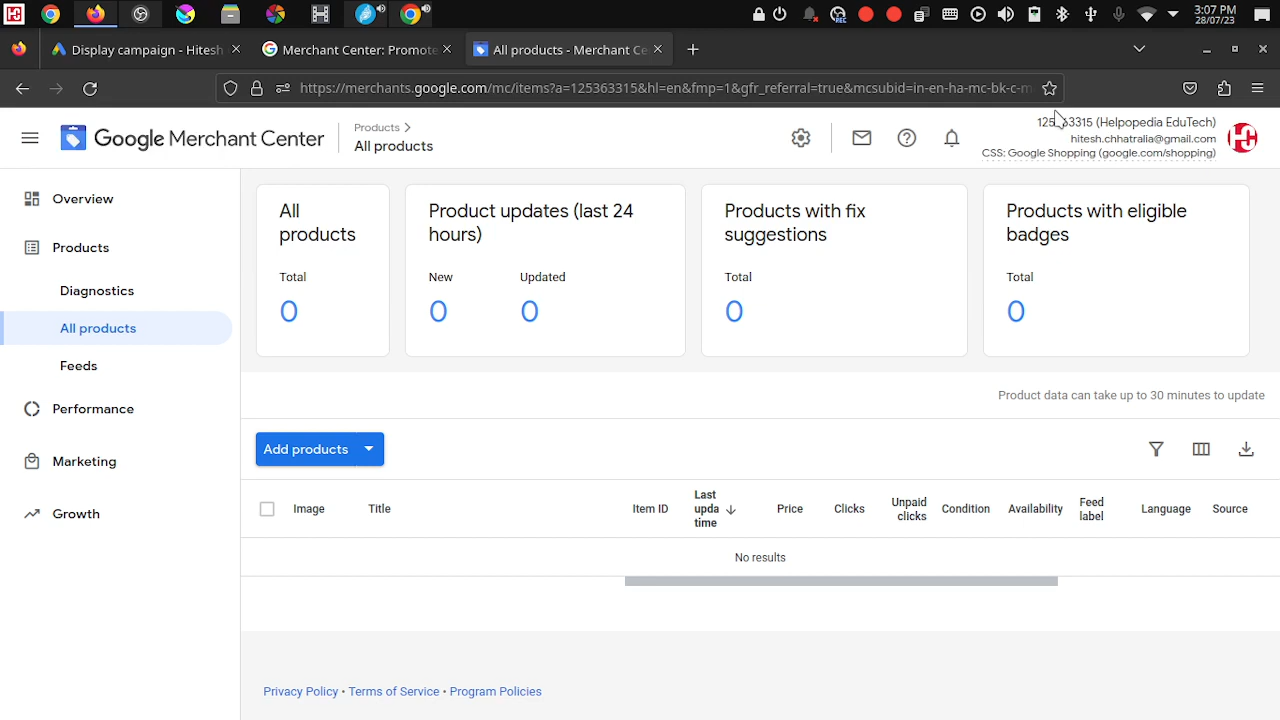 3:07 PM
28/07/23
Display campaign - Hitesh
Merchant Center: Promote
All products - Merchant Ce
https://merchants.google.com/mc/items?a=125363315&hl=en&fmp=1&gfr_referral=true&mcsubid=in-en-ha-mc-bk-c-m
Google Merchant Center
Products
All products
(Helpopedia EduTech)
hitesh.chhatralia@gmail.com
CSS: Google Shopping (google.com/shopping)
Overview
Products
Diagnostics
All products
Feeds
Performance
Marketing
Growth
All
products
Total
0
Product updates (last 24
hours)
New Updated
0 0
Products with fix
suggestions
Total
0
Products with eligible
badges
Total
0
Product data can take up to 30 minutes to update
Add products
Image Title Item ID Last
upda
time Price Clicks Unpaid
clicks Condition Availability Feed
label Language Source
No results
Privacy Policy • Terms of Service • Program Policies